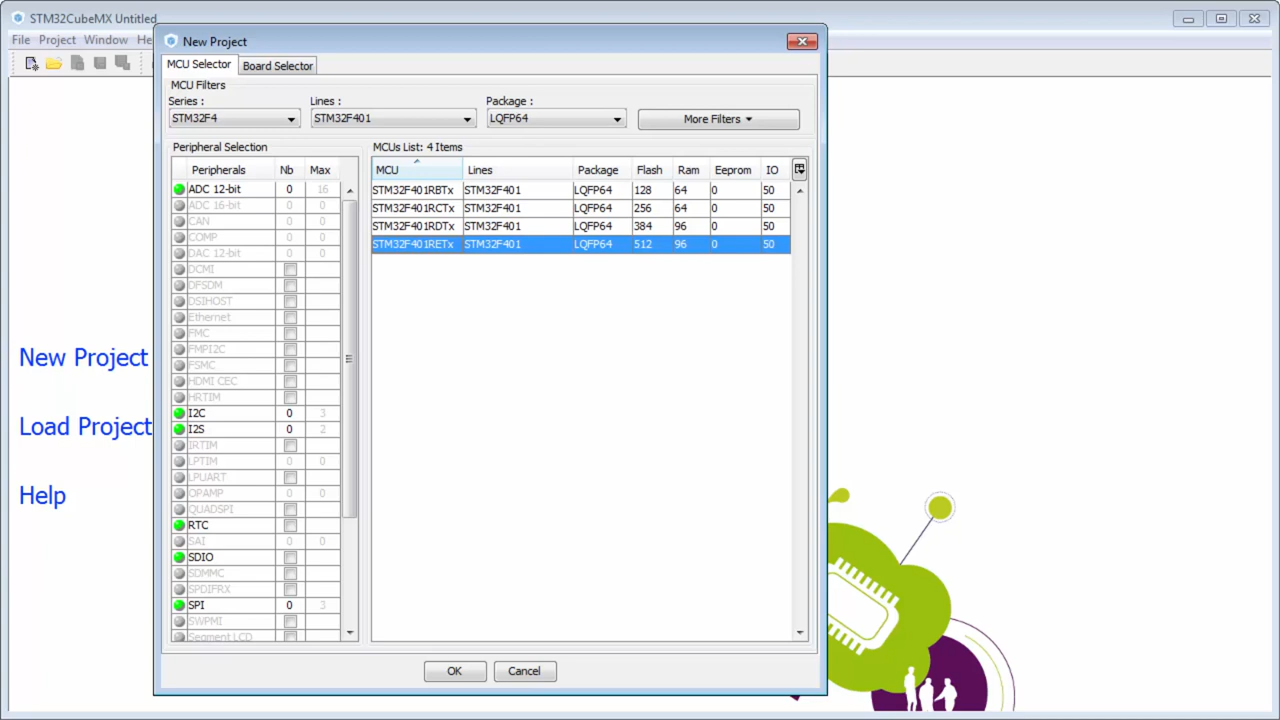 STM32CubeMX Untitled
File Project Window He
New Project
MCU Selector Board Selector
MCU Filters
Series : Lines : Package :
STM32F4 STM32F401 LQFP64 More Filters
Peripheral Selection MCUs List: 4 Items
Peripherals Nb Max
ADC 12-bit 0 16
ADC 16-bit 0 0
CAN 0 0
COMP 0 0
DAC 12-bit 0 0
DCMI
DFSDM
DSIHOST
Ethernet
FMC
FMPI2C
FSMC
HDMI CEC
HRTIM
I2C 0 3
I2S 0 2
IRTIM
LPTIM 0 0
LPUART
OPAMP 0 0
QUADSPI
RTC
SAI 0 0
SDIO
SDMMC
SPDIFRX
SPI 0 3
SWPMI
Segment LCD
MCU Lines Package Flash Ram Eeprom IO
STM32F401RBTx STM32F401 LQFP64 128 64 0 50
STM32F401RCTx STM32F401 LQFP64 256 64 0 50
STM32F401RDTx STM32F401 LQFP64 384 96 0 50
STM32F401RETx STM32F401 LQFP64 512 96 0 50
OK Cancel
New Project
Load Project
Help